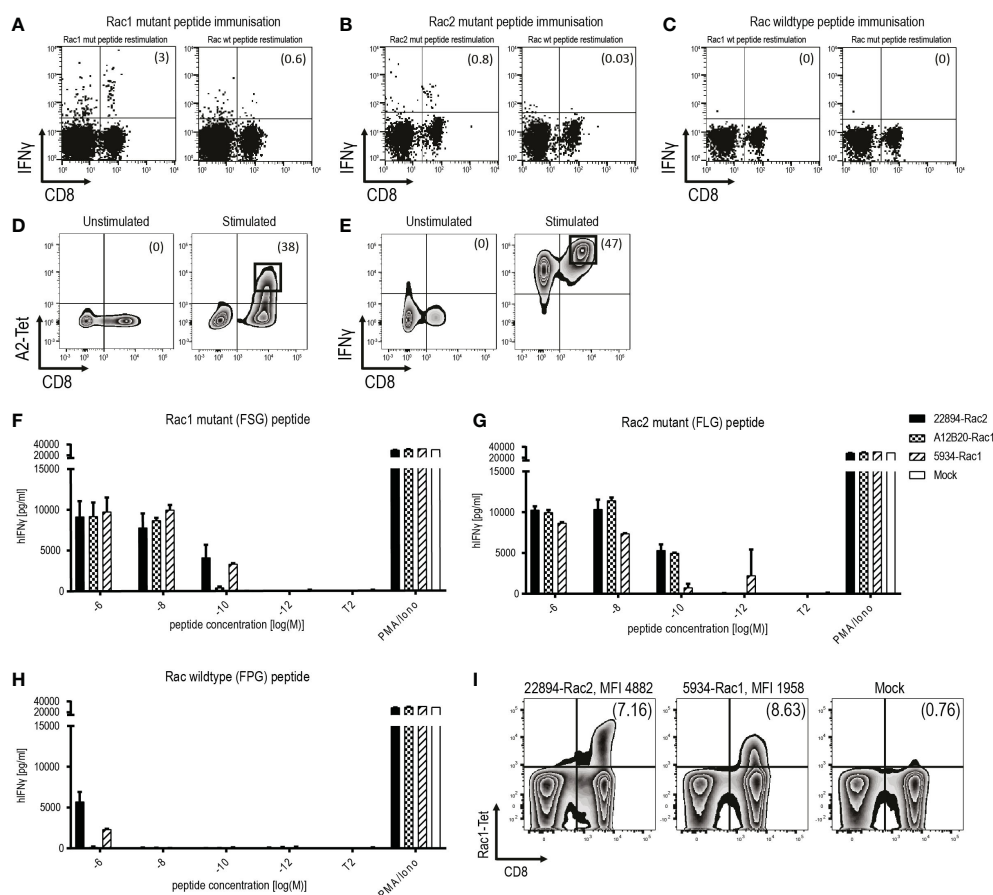 A
Rac1 mutant peptide immunisation
Rac1 mut peptide restimulation
Rac wt peptide restimulation
(3)
(0.6)
IFNγ
CD8
B
Rac2 mutant peptide immunisation
Rac2 mut peptide restimulation
Rac wt peptide restimulation
(0.8)
(0.03)
IFNγ
CD8
C
Rac wildtype peptide immunisation
Rac1 wt peptide restimulation
Rac mut peptide restimulation
(0)
(0)
IFNγ
CD8
D
Unstimulated
Stimulated
(0)
(38)
A2-Tet
CD8
E
Unstimulated
Stimulated
(0)
(47)
IFNγ
CD8
F
Rac1 mutant (FSG) peptide
hIFNγ [pg/ml]
40000
20000
15000
10000
5000
0
-6 -8 -10 -12 T2 PMA/Iono
peptide concentration [log(M)]
G
Rac2 mutant (FLG) peptide
hIFNγ [pg/ml]
40000
20000
15000
10000
5000
0
-6 -8 -10 -12 T2 PMA/Iono
peptide concentration [log(M)]
22894-Rac2
A12B20-Rac1
5934-Rac1
Mock
H
Rac wildtype (FPG) peptide
hIFNγ [pg/ml]
40000
20000
15000
10000
5000
0
-6 -8 -10 -12 T2 PMA/Iono
peptide concentration [log(M)]
I
22894-Rac2, MFI 4882
5934-Rac1, MFI 1958
Mock
(7.16)
(8.63)
(0.76)
Rac1-Tet
CD8